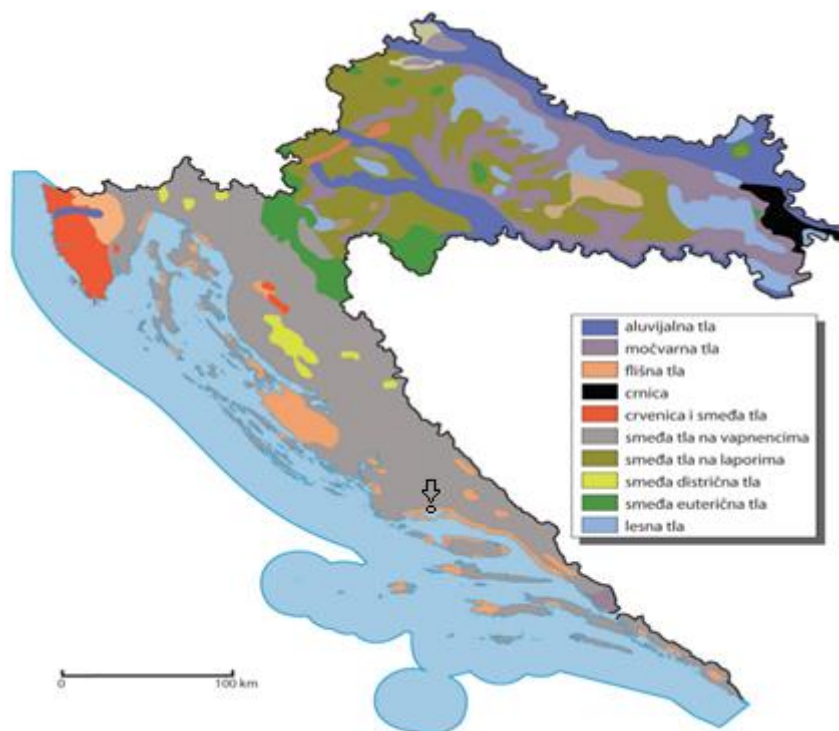 aluvijalna tla
močvarna tla
flišna tla
crnica
crvenica i smeđa tla
smeđa tla na vapnencima
smeđa tla na laporima
smeđa distrična tla
smeđa euterična tla
lesna tla
0 100 km